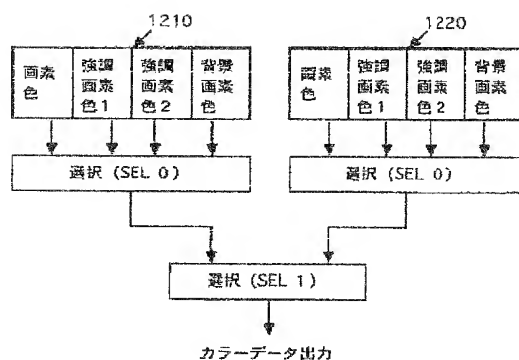 1210
1220
画素
色
強調
画素
色1
強調
画素
色2
背景
画素
色
画素
色
強調
画素
色1
強調
画素
色2
背景
画素
色
選択 (SEL 0)
選択 (SEL 0)
選択 (SEL 1)
カラーデータ出力